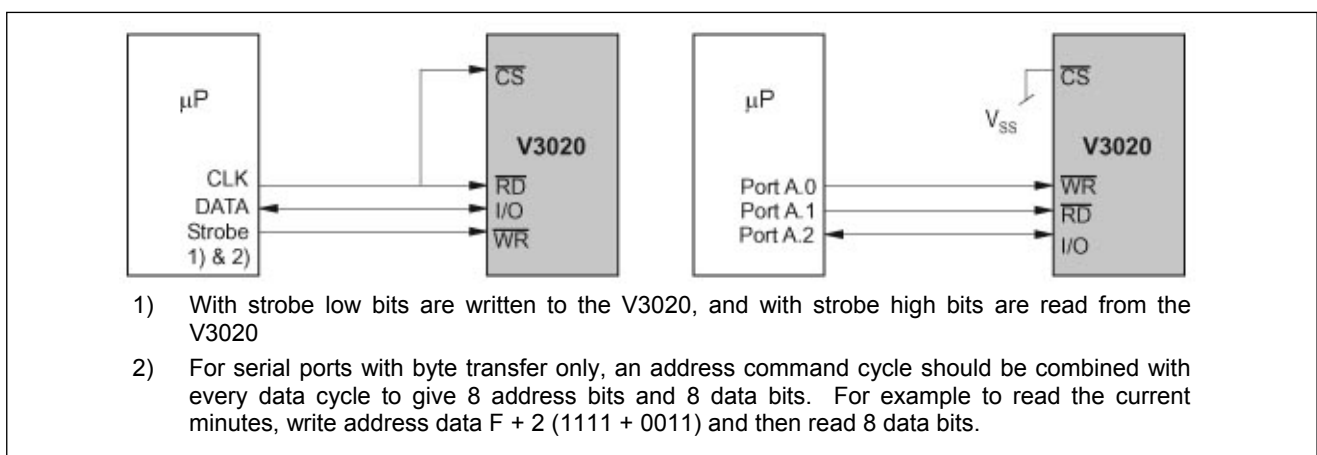 CS
μP
V3020
CLK
RD
DATA
I/O
Strobe
WR
1) & 2)
CS
μP
VSS
V3020
Port A.0
WR
Port A.1
RD
Port A.2
I/O
1) With strobe low bits are written to the V3020, and with strobe high bits are read from the
V3020
2) For serial ports with byte transfer only, an address command cycle should be combined with
every data cycle to give 8 address bits and 8 data bits. For example to read the current
minutes, write address data F + 2 (1111 + 0011) and then read 8 data bits.